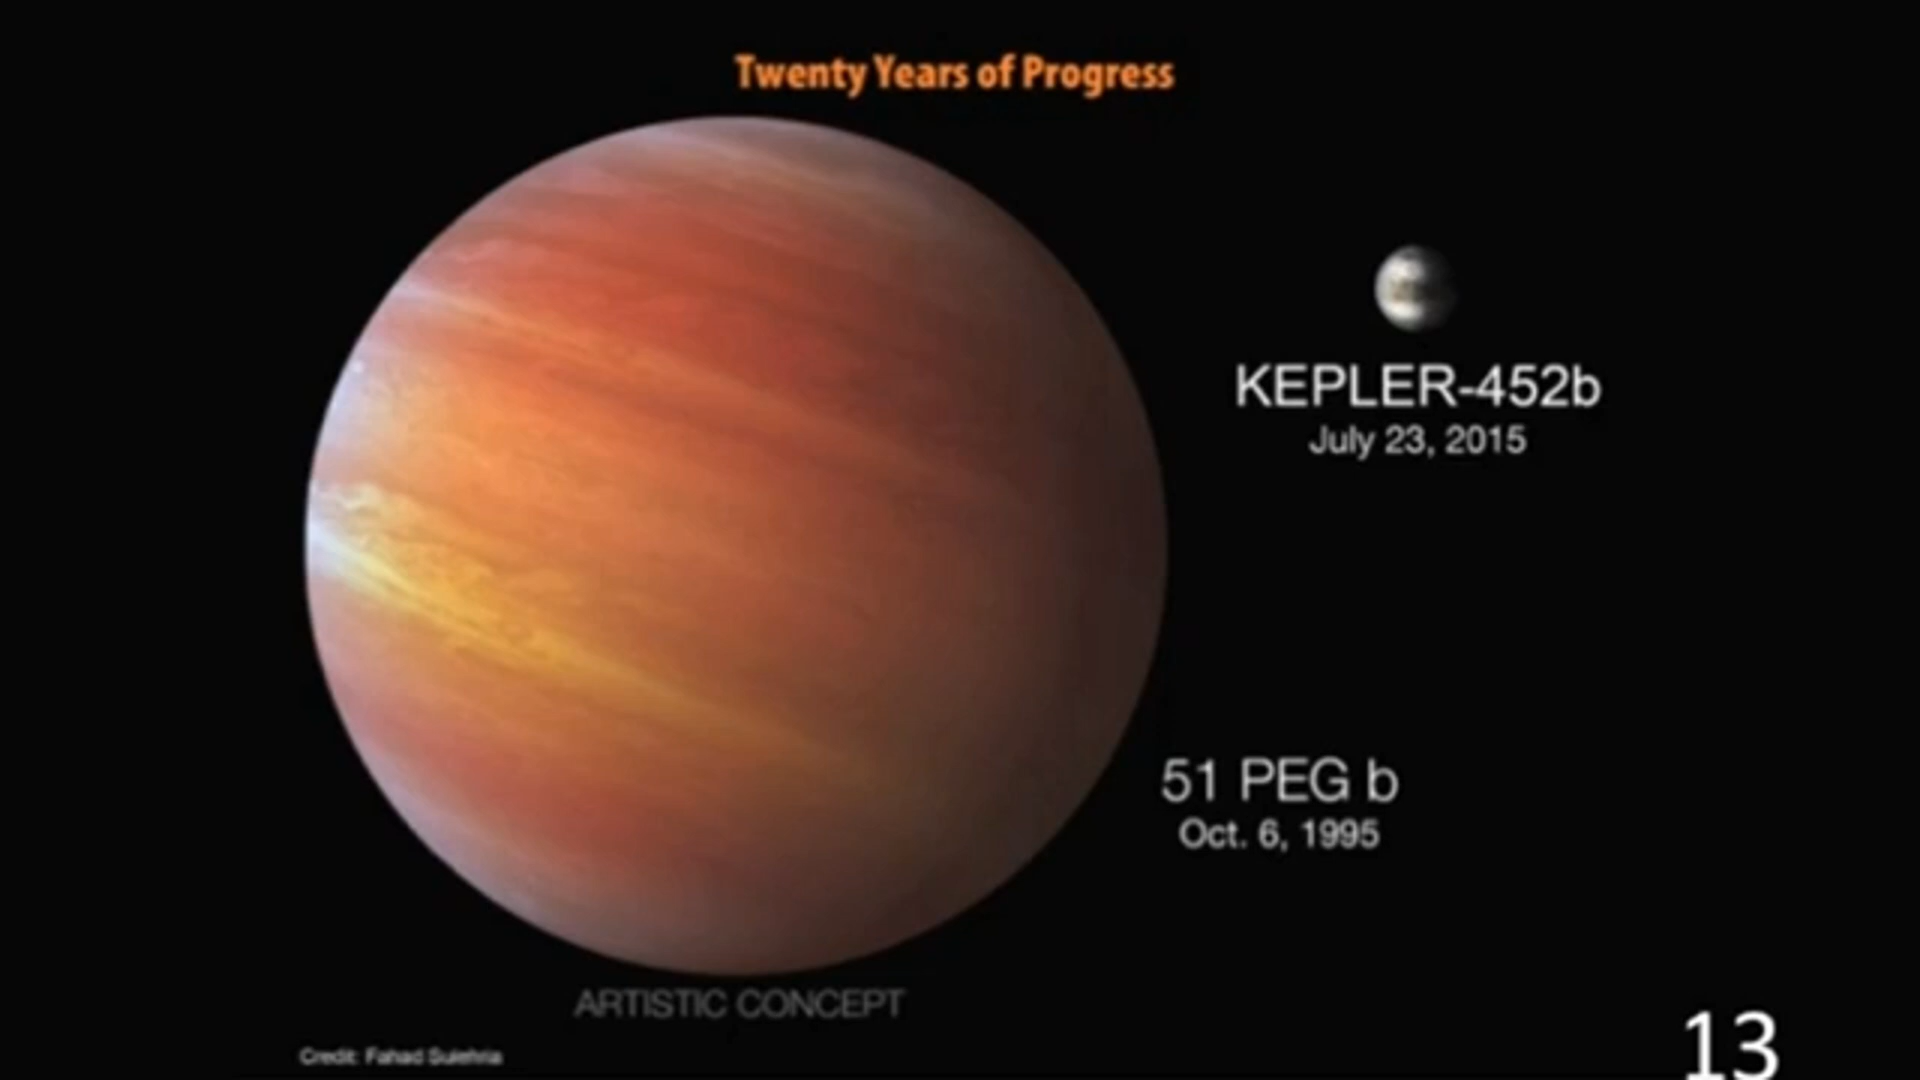 Twenty Years of Progress
KEPLER-452b
July 23, 2015
51 PEG b
Oct. 6, 1995
ARTISTIC CONCEPT
Credit: Fahad Sulehria
13